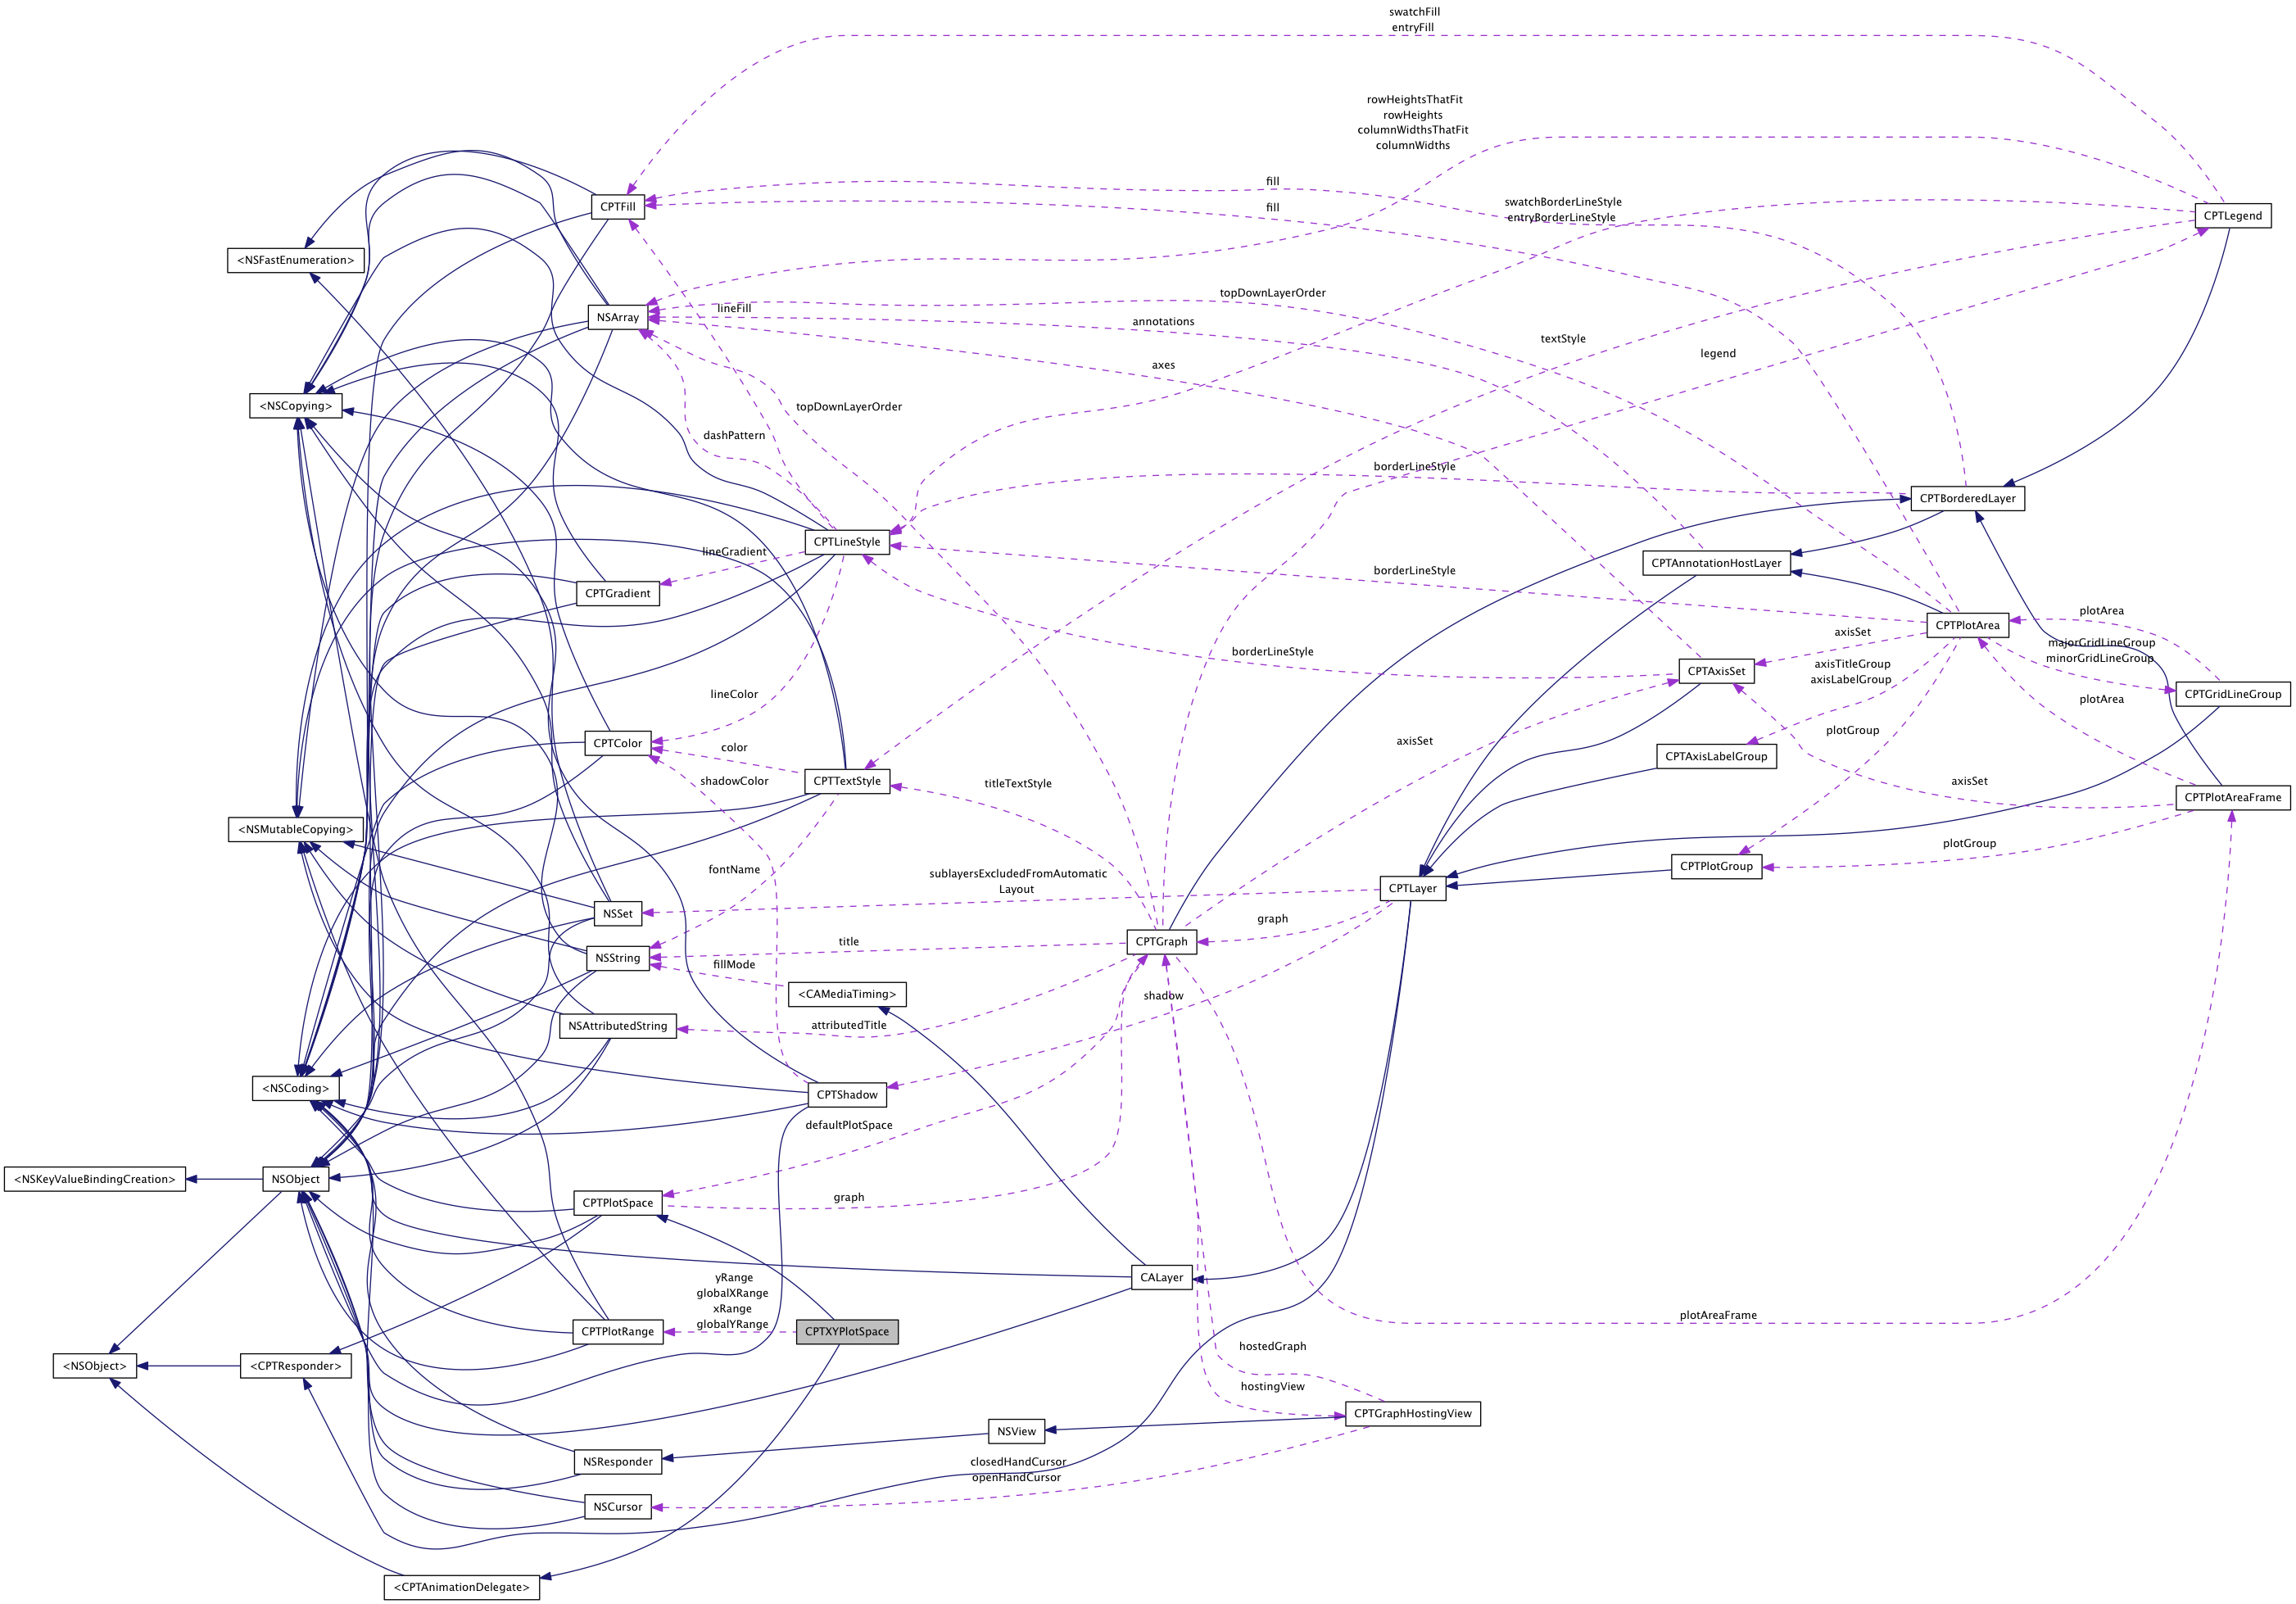 swatchFill
entryFill
rowHeightsThatFit
rowHeights
columnWidthsThatFit
columnWidths
fill
CPTFill
fill
swatchBorderLineStyle
entryBorderLineStyle
CPTLegend
<NSFastEnumeration>
topDownLayerOrder
lineFill
NSArray
annotations
textStyle
legend
axes
<NSCopying>
topDownLayerOrder
dashPattern
borderLineStyle
CPTBorderedLayer
CPTLineStyle
lineGradient
CPTAnnotationHostLayer
borderLineStyle
CPTGradient
plotArea
CPTPlotArea
axisSet
majorGridLineGroup
minorGridLineGroup
borderLineStyle
CPTAxisSet
axisTitleGroup
axisLabelGroup
CPTGridLineGroup
lineColor
plotArea
CPTColor
color
axisSet
plotGroup
CPTAxisLabelGroup
shadowColor
CPTTextStyle
titleTextStyle
axisSet
CPTPlotAreaFrame
<NSMutableCopying>
plotGroup
fontName
CPTPlotGroup
sublayersExcludedFromAutomatic
Layout
CPTLayer
NSSet
graph
title
CPTGraph
NSString
fillMode
<CAMediaTiming>
shadow
NSAttributedString
attributedTitle
<NSCoding>
CPTShadow
defaultPlotSpace
<NSKeyValueBindingCreation>
NSObject
CPTPlotSpace
graph
yRange
globalXRange
xRange
globalYRange
CALayer
plotAreaFrame
CPTPlotRange
CPTXYPlotSpace
hostedGraph
<NSObject>
<CPTResponder>
hostingView
CPTGraphHostingView
NSView
NSResponder
closedHandCursor
openHandCursor
NSCursor
<CPTAnimationDelegate>